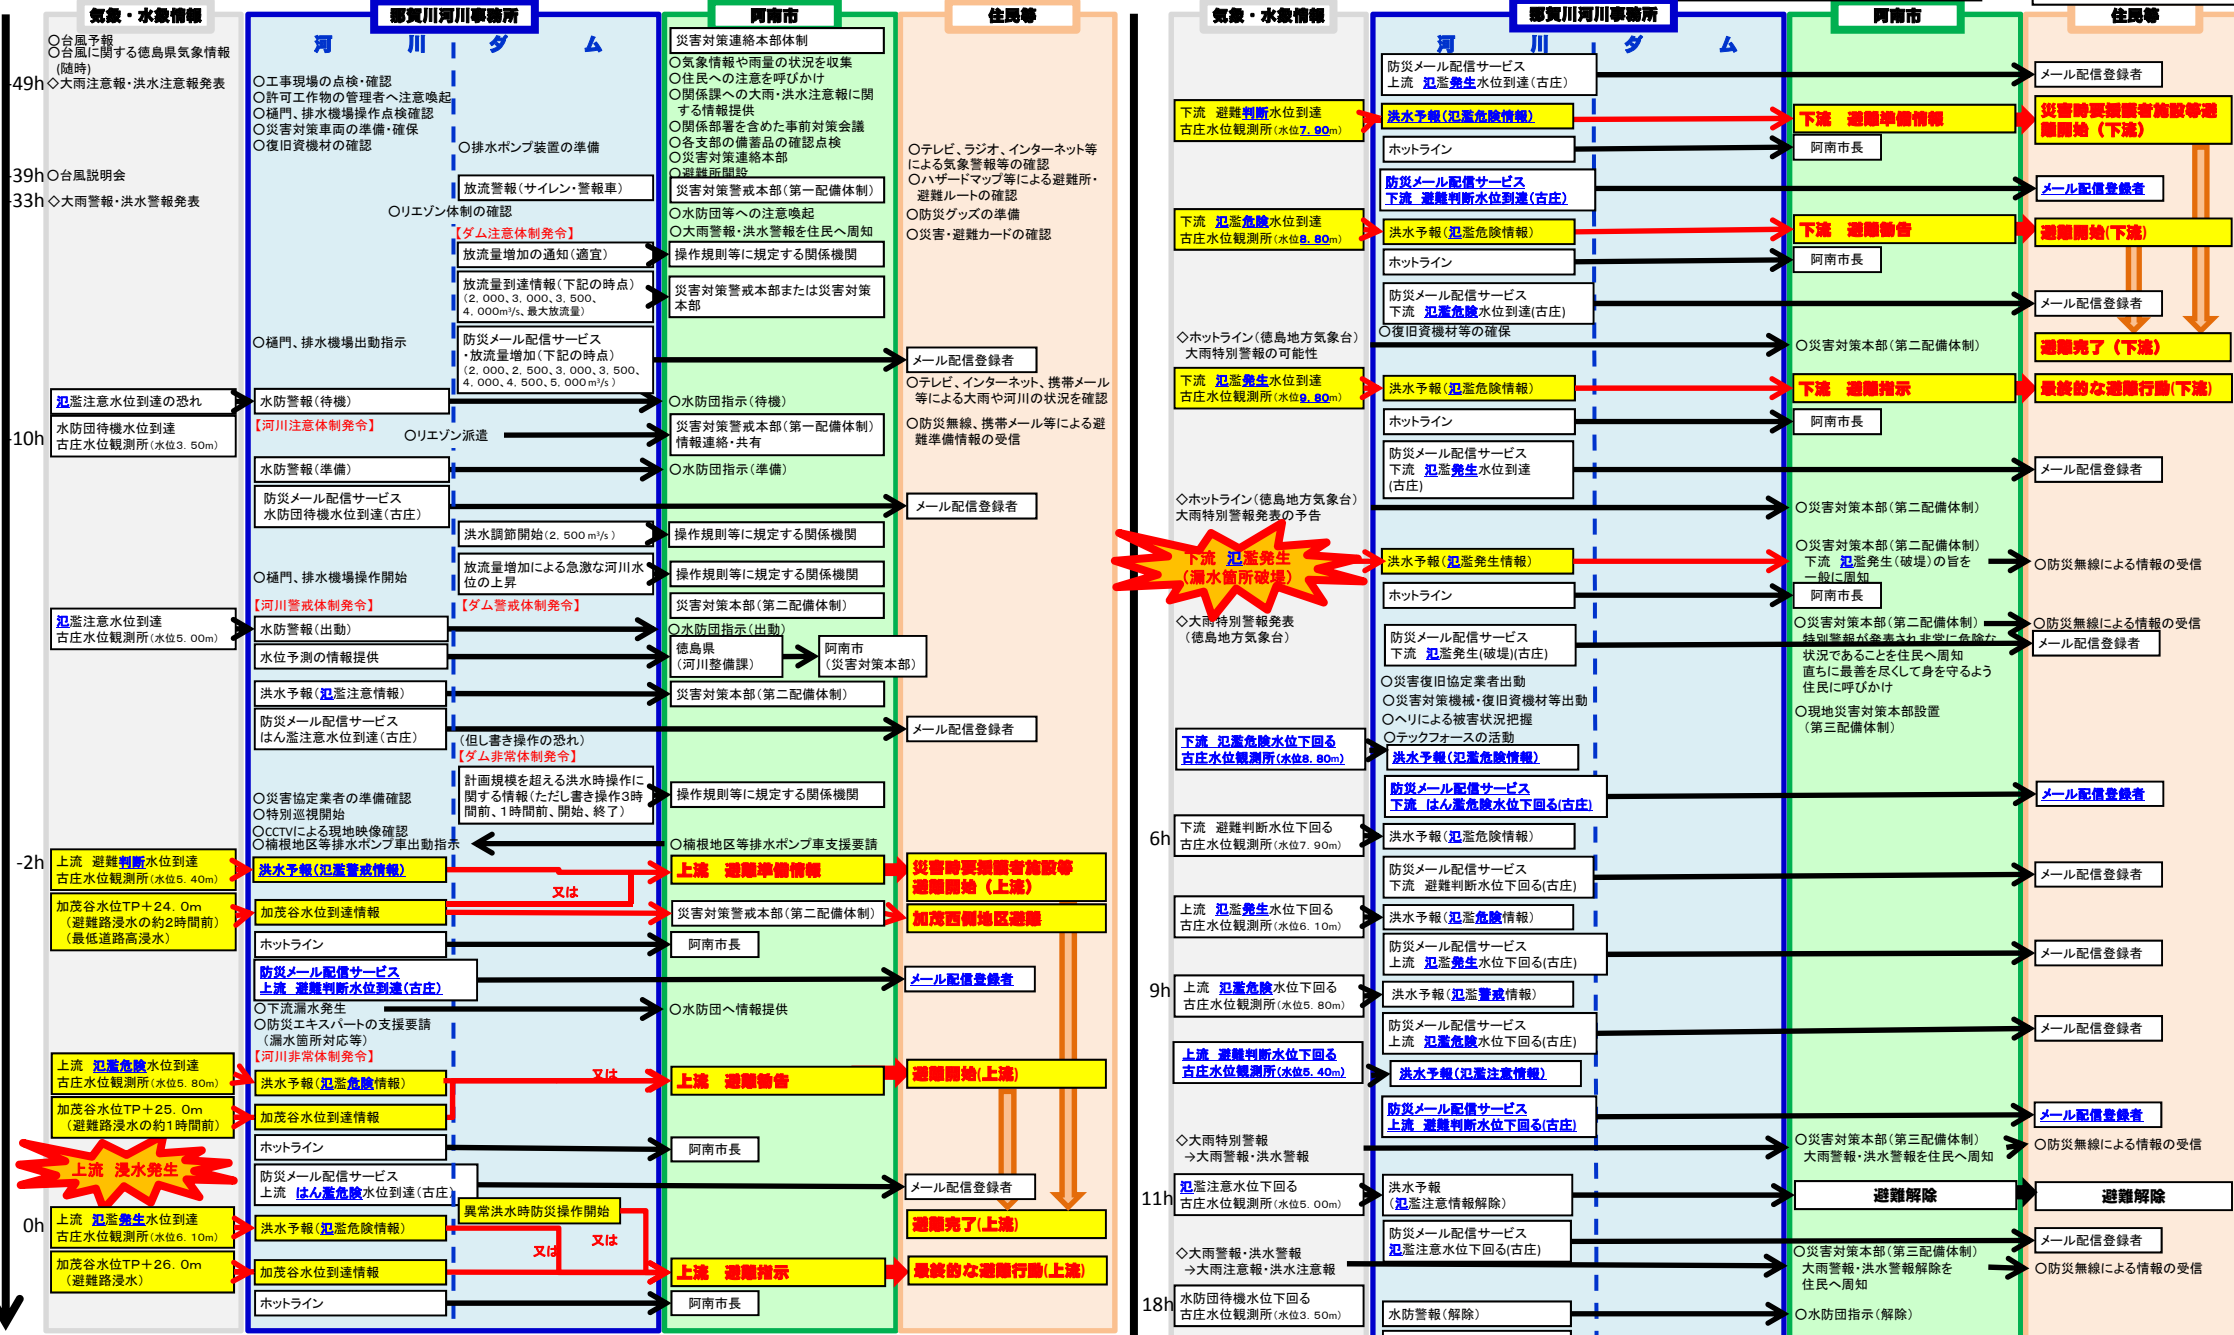 気象・水象情報
那賀川河川事務所
阿南市
住民等
河 川 ダ ム
〇台風予報
〇台風に関する徳島県気象情報
(随時)
-49h
◇大雨注意報・洪水注意報発表
〇工事現場の点検・確認
〇許可工作物の管理者へ注意喚起
〇樋門、排水機場操作点検確認
〇災害対策車両の準備・確保
〇復旧資機材の確認
〇排水ポンプ装置の準備
災害対策連絡本部体制
〇気象情報や雨量の状況を収集
〇住民への注意を呼びかけ
〇関係課への大雨・洪水注意報に関
する情報提供
〇関係部署を含めた事前対策会議
〇各支部の備蓄品の確認点検
〇災害対策連絡本部
〇避難所開設
〇テレビ、ラジオ、インターネット等
による気象警報等の確認
〇ハザードマップ等による避難所・
避難ルートの確認
〇防災グッズの準備
〇災害・避難カードの確認
-39h
〇台風説明会
-33h
◇大雨警報・洪水警報発表
放流警報(サイレン・警報車)
災害対策警戒本部(第一配備体制)
〇リエゾン体制の確認
〇水防団等への注意喚起
〇大雨警報・洪水警報を住民へ周知
【ダム注意体制発令】
放流量増加の通知(適宜)
操作規則等に規定する関係機関
放流量到達情報(下記の時点)
(2,000、3,000、3,500、
4,000m³/s、最大放流量)
災害対策警戒本部または災害対策
本部
〇樋門、排水機場出動指示
防災メール配信サービス
・放流量増加(下記の時点)
(2,000、2,500、3,000、3,500、
4,000、4,500、5,000m³/s)
メール配信登録者
〇テレビ、インターネット、携帯メール
等による大雨や河川の状況を確認
氾濫注意水位到達の恐れ
水防警報(待機)
〇水防団指示(待機)
-10h
水防団待機水位到達
古庄水位観測所(水位3.50m)
【河川注意体制発令】
〇リエゾン派遣
災害対策警戒本部(第一配備体制)
情報連絡・共有
〇防災無線、携帯メール等による避
難準備情報の受信
水防警報(準備)
〇水防団指示(準備)
防災メール配信サービス
水防団待機水位到達(古庄)
メール配信登録者
洪水調節開始(2,500m³/s)
操作規則等に規定する関係機関
〇樋門、排水機場操作開始
放流量増加による急激な河川水
位の上昇
操作規則等に規定する関係機関
【河川警戒体制発令】
【ダム警戒体制発令】
災害対策本部(第二配備体制)
氾濫注意水位到達
古庄水位観測所(水位5.00m)
水防警報(出動)
〇水防団指示(出動)
水位予測の情報提供
徳島県
(河川整備課)
阿南市
(災害対策本部)
洪水予報(氾濫注意情報)
災害対策本部(第二配備体制)
防災メール配信サービス
はん濫注意水位到達(古庄)
メール配信登録者
(但し書き操作の恐れ)
【ダム非常体制発令】
計画規模を超える洪水時操作に
関する情報(ただし書き操作3時
間前、1時間前、開始、終了)
操作規則等に規定する関係機関
〇災害協定業者の準備確認
〇特別巡視開始
〇CCTVによる現地映像確認
〇楠根地区等排水ポンプ車出動指示
〇楠根地区等排水ポンプ車支援要請
-2h
上流 避難判断水位到達
古庄水位観測所(水位5.40m)
洪水予報(氾濫警戒情報)
又は
上流 避難準備情報
災害時要援護者施設等
避難開始(上流)
加茂谷水位TP+24.0m
(避難路浸水の約2時間前)
(最低道路高浸水)
加茂谷水位到達情報
災害対策警戒本部(第二配備体制)
加茂西側地区避難
ホットライン
阿南市長
防災メール配信サービス
上流 避難判断水位到達(古庄)
メール配信登録者
〇下流漏水発生
〇水防団へ情報提供
〇防災エキスパートの支援要請
(漏水箇所対応等)
【河川非常体制発令】
上流 氾濫危険水位到達
古庄水位観測所(水位5.80m)
洪水予報(氾濫危険情報)
又は
上流 避難勧告
避難開始(上流)
加茂谷水位TP+25.0m
(避難路浸水の約1時間前)
加茂谷水位到達情報
ホットライン
阿南市長
上流 浸水発生
防災メール配信サービス
上流 はん濫危険水位到達(古庄)
メール配信登録者
異常洪水時防災操作開始
0h
上流 氾濫発生水位到達
古庄水位観測所(水位6.10m)
洪水予報(氾濫危険情報)
又は
又は
避難完了(上流)
加茂谷水位TP+26.0m
(避難路浸水)
加茂谷水位到達情報
上流 避難指示
最終的な避難行動(上流)
ホットライン
阿南市長
気象・水象情報
那賀川河川事務所
阿南市
住民等
河 川 ダ ム
防災メール配信サービス
上流 氾濫発生水位到達(古庄)
メール配信登録者
下流 避難判断水位到達
古庄水位観測所(水位7.90m)
洪水予報(氾濫危険情報)
下流 避難準備情報
災害時要援護者施設等避
難開始(下流)
ホットライン
阿南市長
防災メール配信サービス
下流 避難判断水位到達(古庄)
メール配信登録者
下流 氾濫危険水位到達
古庄水位観測所(水位8.80m)
洪水予報(氾濫危険情報)
下流 避難勧告
避難開始(下流)
ホットライン
阿南市長
防災メール配信サービス
下流 氾濫危険水位到達(古庄)
メール配信登録者
◇ホットライン(徳島地方気象台)
大雨特別警報の可能性
〇復旧資機材等の確保
〇災害対策本部(第二配備体制)
避難完了(下流)
下流 氾濫発生水位到達
古庄水位観測所(水位9.80m)
洪水予報(氾濫危険情報)
下流 避難指示
最終的な避難行動(下流)
ホットライン
阿南市長
防災メール配信サービス
下流 氾濫発生水位到達
(古庄)
メール配信登録者
◇ホットライン(徳島地方気象台)
大雨特別警報発表の予告
〇災害対策本部(第二配備体制)
下流 氾濫発生
(漏水箇所破堤)
洪水予報(氾濫発生情報)
〇災害対策本部(第二配備体制)
下流 氾濫発生(破堤)の旨を
一般に周知
〇防災無線による情報の受信
ホットライン
阿南市長
◇大雨特別警報発表
(徳島地方気象台)
防災メール配信サービス
下流 氾濫発生(破堤)(古庄)
〇災害対策本部(第二配備体制)
特別警報が発表され非常に危険な
状況であることを住民へ周知
直ちに最善を尽くして身を守るよう
住民に呼びかけ
〇防災無線による情報の受信
メール配信登録者
〇災害復旧協定業者出動
〇災害対策機械・復旧資機材等出動
〇ヘリによる被害状況把握
〇テックフォースの活動
〇現地災害対策本部設置
(第三配備体制)
下流 氾濫危険水位下回る
古庄水位観測所(水位8.80m)
洪水予報(氾濫危険情報)
防災メール配信サービス
下流 はん濫危険水位下回る(古庄)
メール配信登録者
6h
下流 避難判断水位下回る
古庄水位観測所(水位7.90m)
洪水予報(氾濫危険情報)
防災メール配信サービス
下流 避難判断水位下回る(古庄)
メール配信登録者
上流 氾濫発生水位下回る
古庄水位観測所(水位6.10m)
洪水予報(氾濫危険情報)
防災メール配信サービス
上流 氾濫発生水位下回る(古庄)
メール配信登録者
9h
上流 氾濫危険水位下回る
古庄水位観測所(水位5.80m)
洪水予報(氾濫警戒情報)
防災メール配信サービス
上流 氾濫危険水位下回る(古庄)
メール配信登録者
上流 避難判断水位下回る
古庄水位観測所(水位5.40m)
洪水予報(氾濫注意情報)
防災メール配信サービス
上流 避難判断水位下回る(古庄)
メール配信登録者
◇大雨特別警報
→大雨警報・洪水警報
〇災害対策本部(第三配備体制)
大雨警報・洪水警報を住民へ周知
〇防災無線による情報の受信
11h
氾濫注意水位下回る
古庄水位観測所(水位5.00m)
洪水予報
(氾濫注意情報解除)
避難解除
避難解除
防災メール配信サービス
氾濫注意水位下回る(古庄)
メール配信登録者
◇大雨警報・洪水警報
→大雨注意報・洪水注意報
〇災害対策本部(第三配備体制)
大雨警報・洪水警報解除を
住民へ周知
〇防災無線による情報の受信
18h
水防団待機水位下回る
古庄水位観測所(水位3.50m)
水防警報(解除)
〇水防団指示(解除)